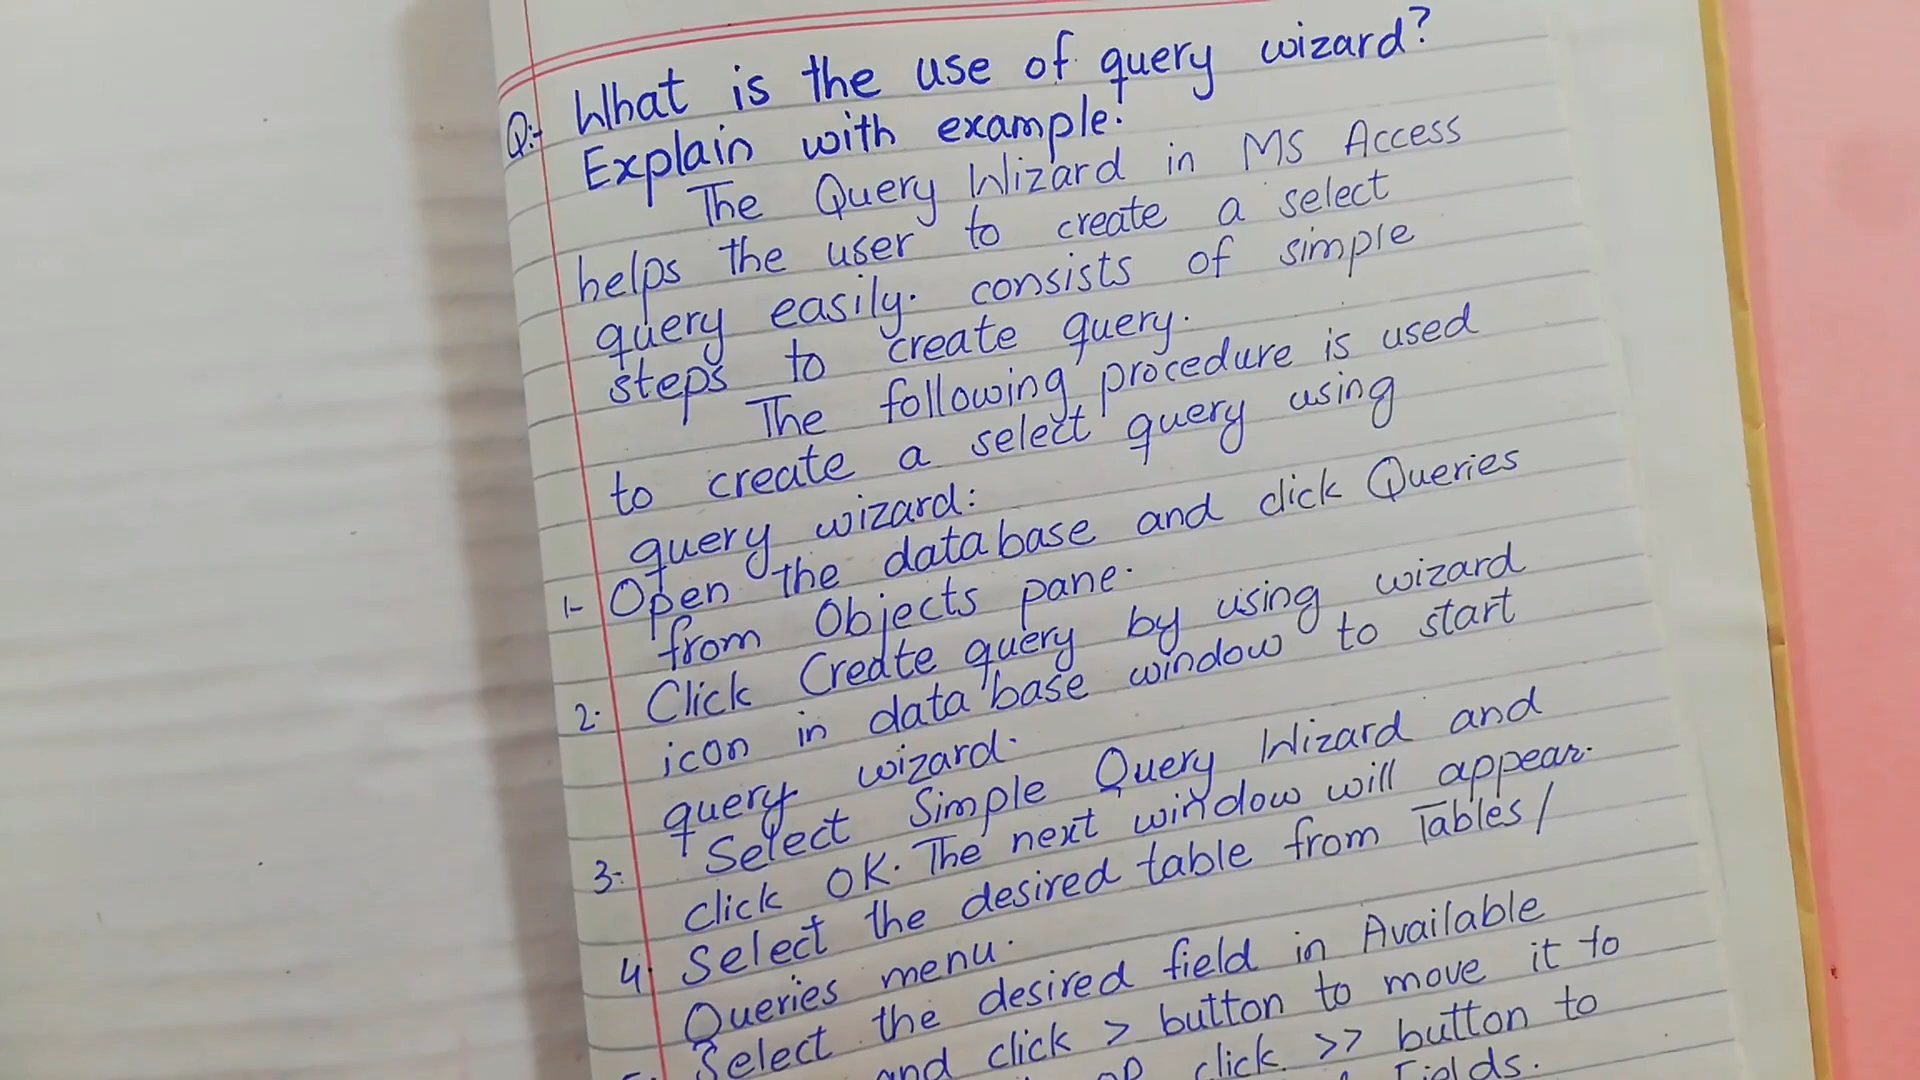 Q:- What is the use of query wizard?
Explain with example.
The Query Wizard in MS Access
helps the user to create a select
query easily. consists of simple
steps to create query.
The following procedure is used
to create a select query using
query wizard:
1- Open the database and click Queries
from Objects pane.
2. Click Create query by using wizard
icon in data base window to start
query wizard.
3. Select Simple Query Wizard and
click OK. The next window will appear.
4. Select the desired table from Tables/
Queries menu.
Select the desired field in Available
and click > button to move it to
click >> button to